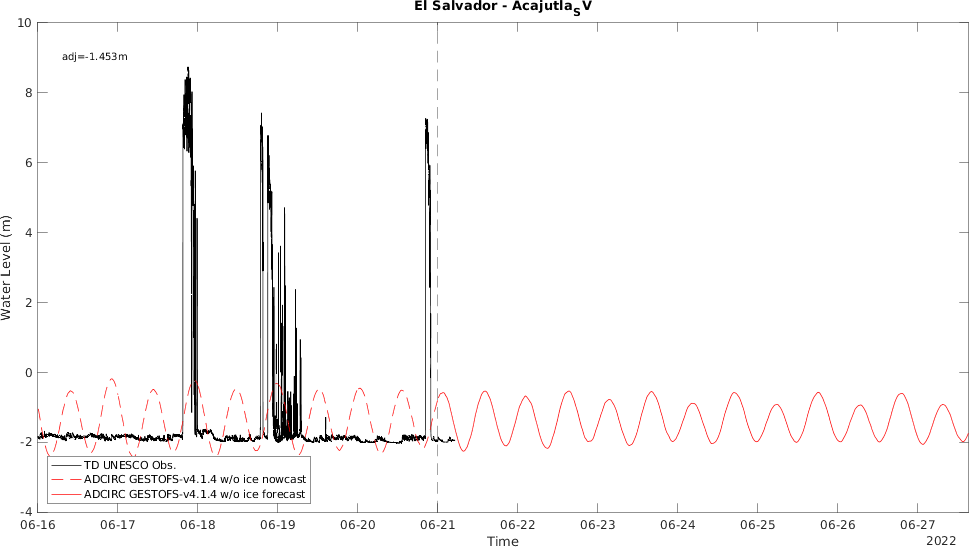 El Salvador - AcajutlaSV
10
adj=-1.453m
8
6
4
2
0
-2
-4
Water Level (m)
TD UNESCO Obs.
ADCIRC GESTOFS-v4.1.4 w/o ice nowcast
ADCIRC GESTOFS-v4.1.4 w/o ice forecast
06-16 06-17 06-18 06-19 06-20 06-21 06-22 06-23 06-24 06-25 06-26 06-27
Time
2022